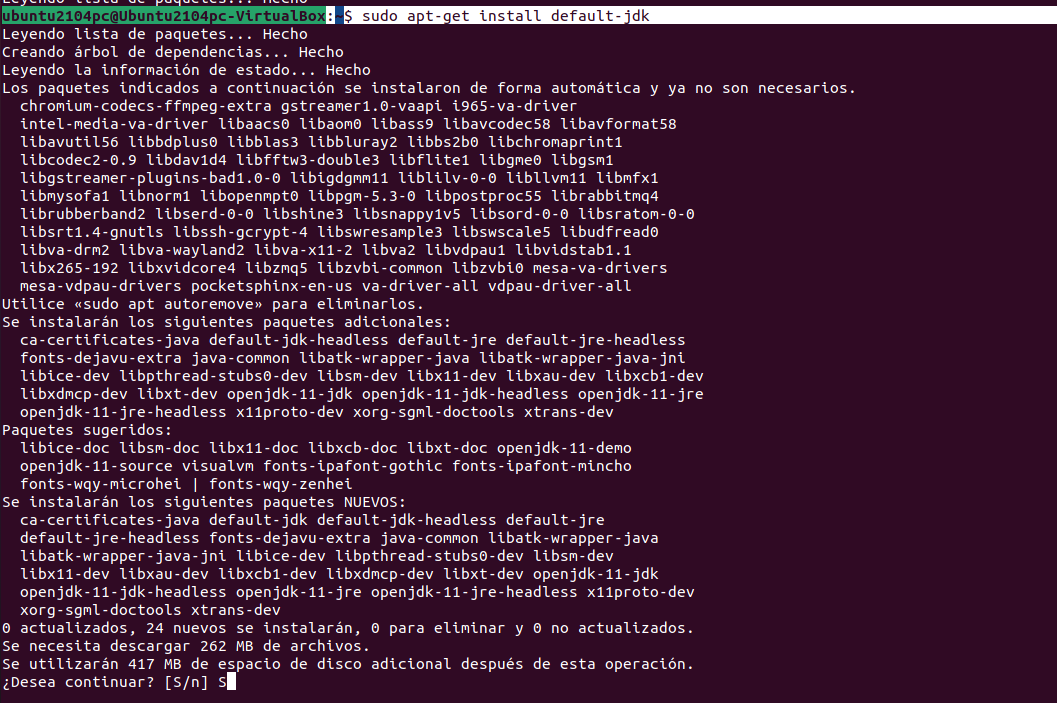 Leyendo lista de paquetes... Hecho
ubuntu2104pc@Ubuntu2104pc-VirtualBox:~$ sudo apt-get install default-jdk
Leyendo lista de paquetes... Hecho
Creando árbol de dependencias... Hecho
Leyendo la información de estado... Hecho
Los paquetes indicados a continuación se instalaron de forma automática y ya no son necesarios.
  chromium-codecs-ffmpeg-extra gstreamer1.0-vaapi i965-va-driver
  intel-media-va-driver libaacs0 libaom0 libass9 libavcodec58 libavformat58
  libavutil56 libbdplus0 libblas3 libbluray2 libbs2b0 libchromaprint1
  libcodec2-0.9 libdav1d4 libfftw3-double3 libflite1 libgme0 libgsm1
  libgstreamer-plugins-bad1.0-0 libigdgmm11 liblilv-0-0 libllvm11 libmfx1
  libmysofa1 libnorm1 libopenmpt0 libpgm-5.3-0 libpostproc55 librabbitmq4
  librubberband2 libserd-0-0 libshine3 libsnappy1v5 libsord-0-0 libsratom-0-0
  libsrt1.4-gnutls libssh-gcrypt-4 libswresample3 libswscale5 libudfread0
  libva-drm2 libva-wayland2 libva-x11-2 libva2 libvdpau1 libvidstab1.1
  libx265-192 libxvidcore4 libzmq5 libzvbi-common libzvbi0 mesa-va-drivers
  mesa-vdpau-drivers pocketsphinx-en-us va-driver-all vdpau-driver-all
Utilice «sudo apt autoremove» para eliminarlos.
Se instalarán los siguientes paquetes adicionales:
  ca-certificates-java default-jdk-headless default-jre default-jre-headless
  fonts-dejavu-extra java-common libatk-wrapper-java libatk-wrapper-java-jni
  libice-dev libpthread-stubs0-dev libsm-dev libx11-dev libxau-dev libxcb1-dev
  libxdmcp-dev libxt-dev openjdk-11-jdk openjdk-11-jdk-headless openjdk-11-jre
  openjdk-11-jre-headless x11proto-dev xorg-sgml-doctools xtrans-dev
Paquetes sugeridos:
  libice-doc libsm-doc libx11-doc libxcb-doc libxt-doc openjdk-11-demo
  openjdk-11-source visualvm fonts-ipafont-gothic fonts-ipafont-mincho
  fonts-wqy-microhei | fonts-wqy-zenhei
Se instalarán los siguientes paquetes NUEVOS:
  ca-certificates-java default-jdk default-jdk-headless default-jre
  default-jre-headless fonts-dejavu-extra java-common libatk-wrapper-java
  libatk-wrapper-java-jni libice-dev libpthread-stubs0-dev libsm-dev
  libx11-dev libxau-dev libxcb1-dev libxdmcp-dev libxt-dev openjdk-11-jdk
  openjdk-11-jdk-headless openjdk-11-jre openjdk-11-jre-headless x11proto-dev
  xorg-sgml-doctools xtrans-dev
0 actualizados, 24 nuevos se instalarán, 0 para eliminar y 0 no actualizados.
Se necesita descargar 262 MB de archivos.
Se utilizarán 417 MB de espacio de disco adicional después de esta operación.
¿Desea continuar? [S/n] S